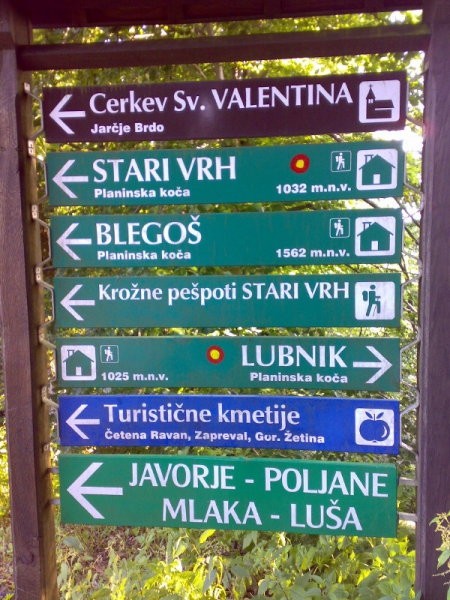 Cerkev Sv. VALENTINA
Jarčje Brdo
STARI VRH
Planinska koča 1032 m.n.v.
BLEGOŠ
Planinska koča 1562 m.n.v.
Krožne pešpoti STARI VRH
LUBNIK
1025 m.n.v. Planinska koča
Turistične kmetije
Četena Ravan, Zapreval, Gor. Žetina
JAVORJE - POLJANE
MLAKA - LUŠA